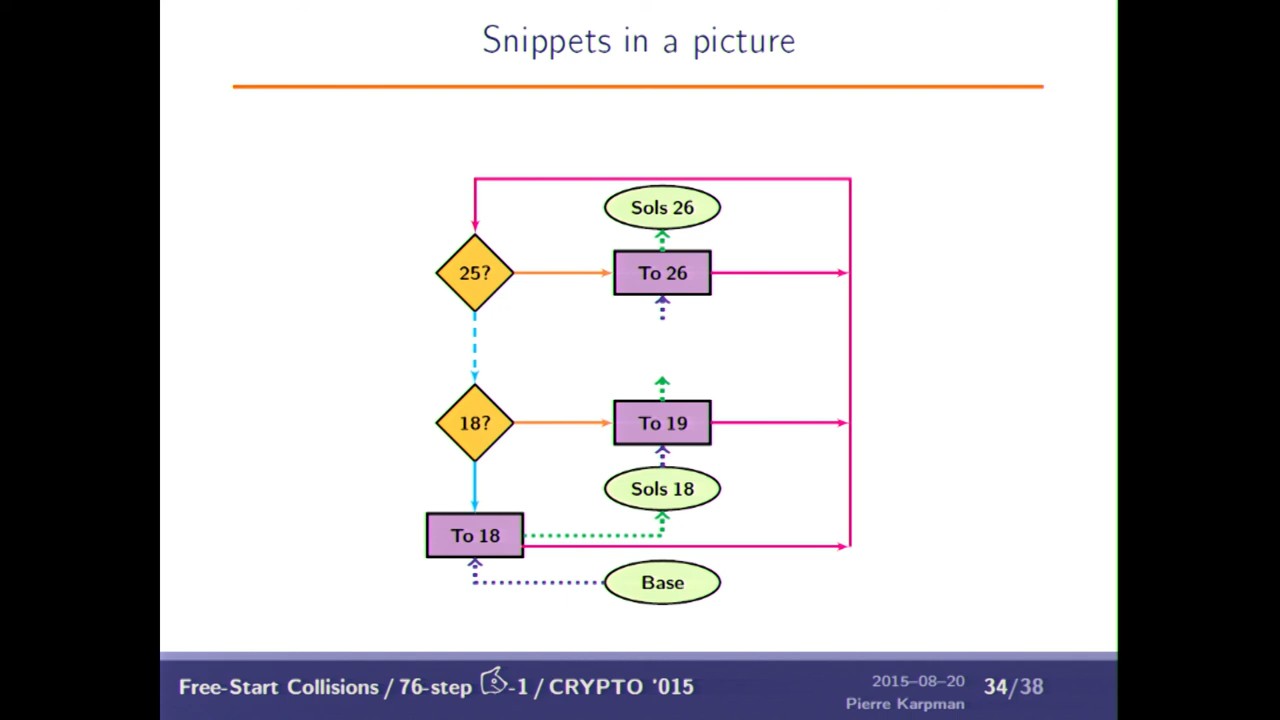 Snippets in a picture
Sols 26
25?
To 26
18?
To 19
Sols 18
To 18
Base
Free-Start Collisions / 76-step -1 / CRYPTO '015
2015–08–20
Pierre Karpman
34/38